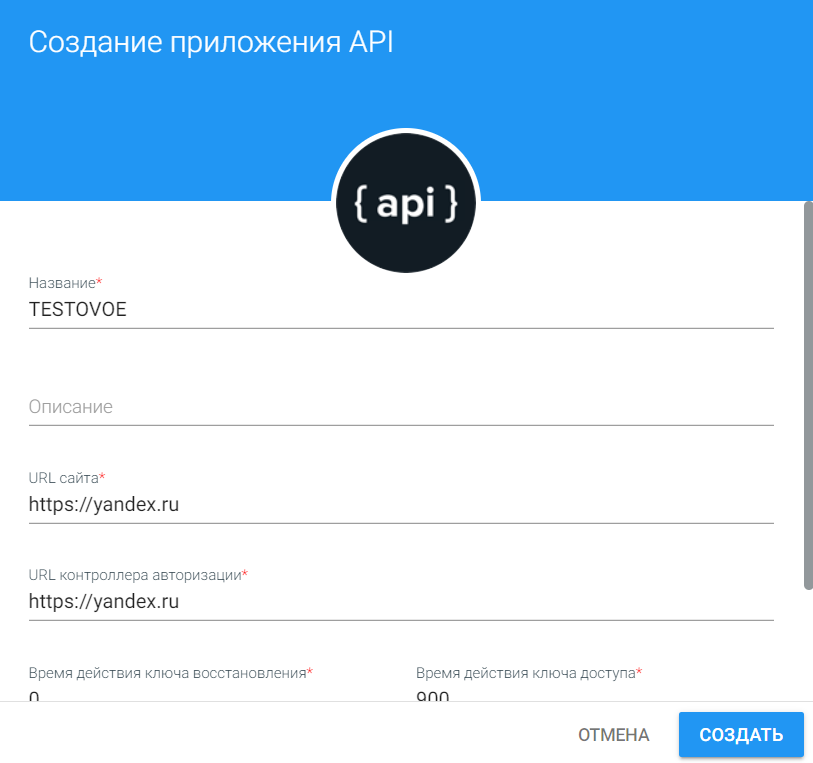 Создание приложения API
{ api }
Название*
TESTOVOE
Описание
URL сайта*
https://yandex.ru
URL контроллера авторизации*
https://yandex.ru
Время действия ключа восстановления* Время действия ключа доступа*
0 900
ОТМЕНА СОЗДАТЬ